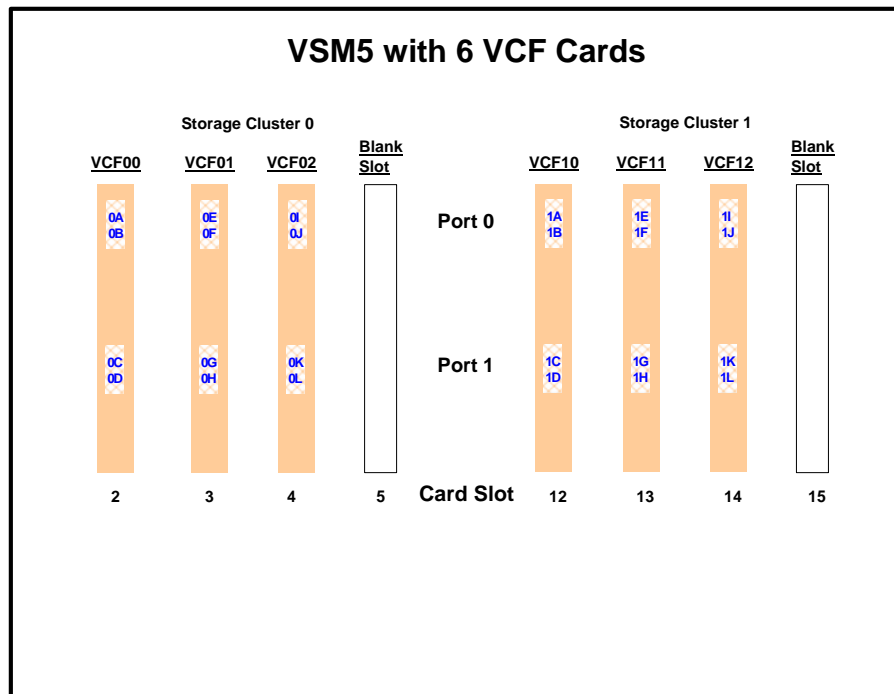 VSM5 with 6 VCF Cards
Storage Cluster 0
Storage Cluster 1
VCF00 VCF01 VCF02 Blank Slot
VCF10 VCF11 VCF12 Blank Slot
0A 0E 0I Port 0 1A 1E 1I
0B 0F 0J 1B 1F 1J
0C 0G 0K Port 1 1C 1G 1K
0D 0H 0L 1D 1H 1L
2 3 4 5 Card Slot 12 13 14 15